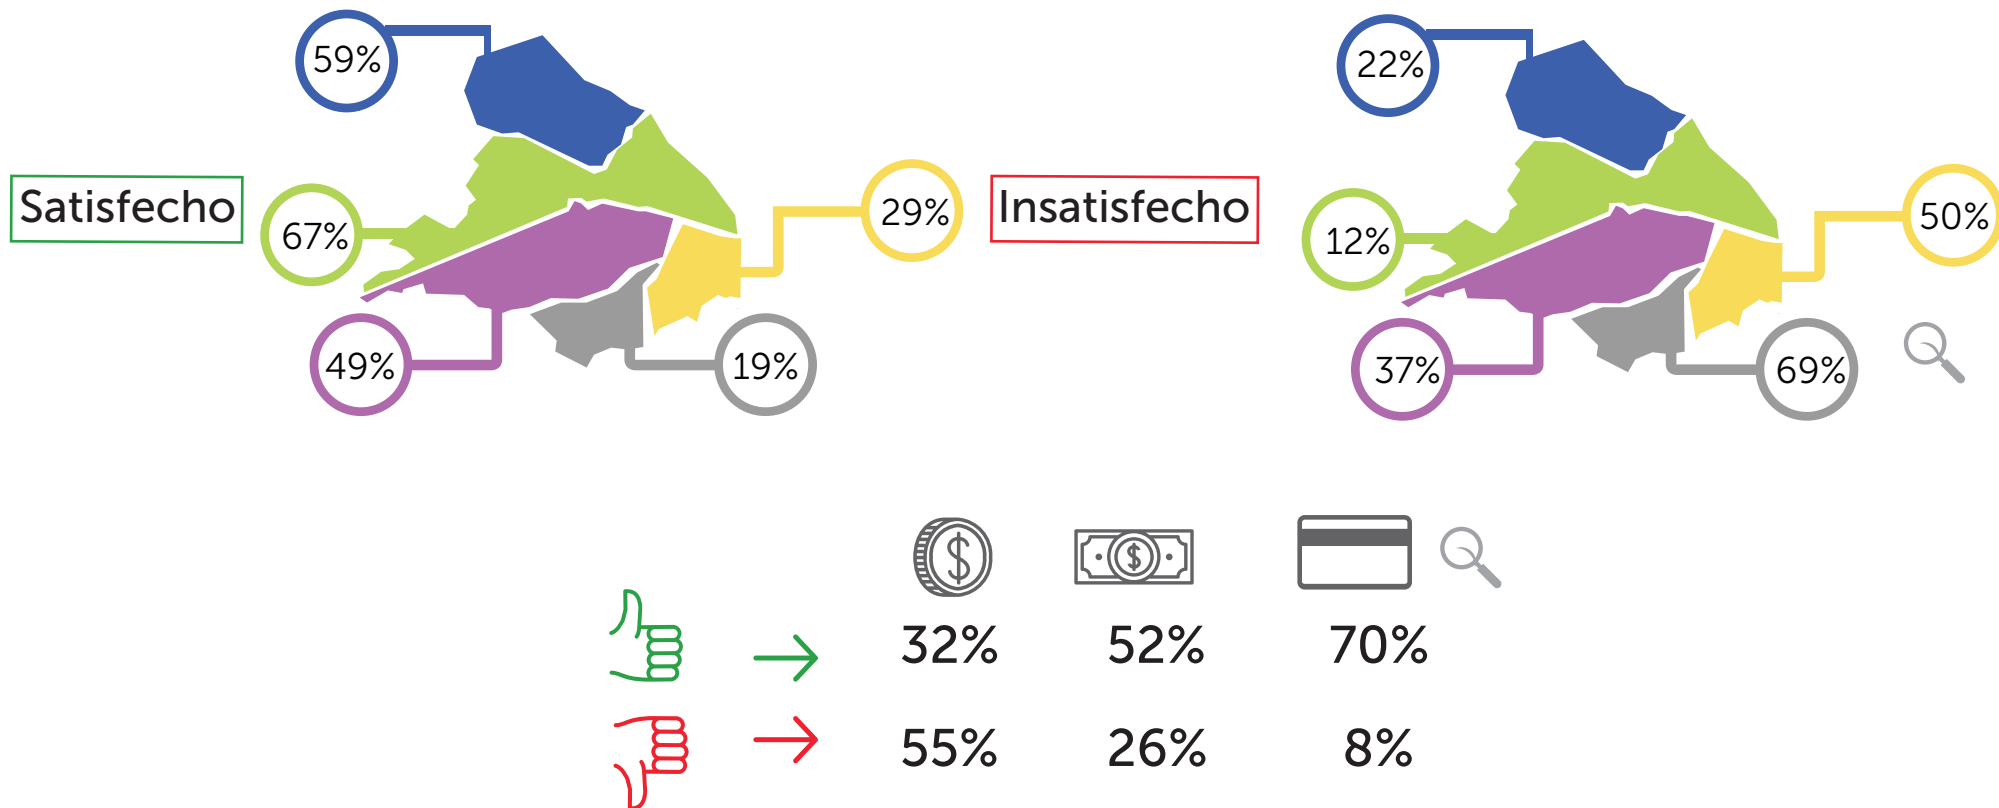 59%
Satisfecho
67%
29%
49%
19%
22%
Insatisfecho
12%
50%
37%
69%
$ $
32% 52% 70%
55% 26% 8%